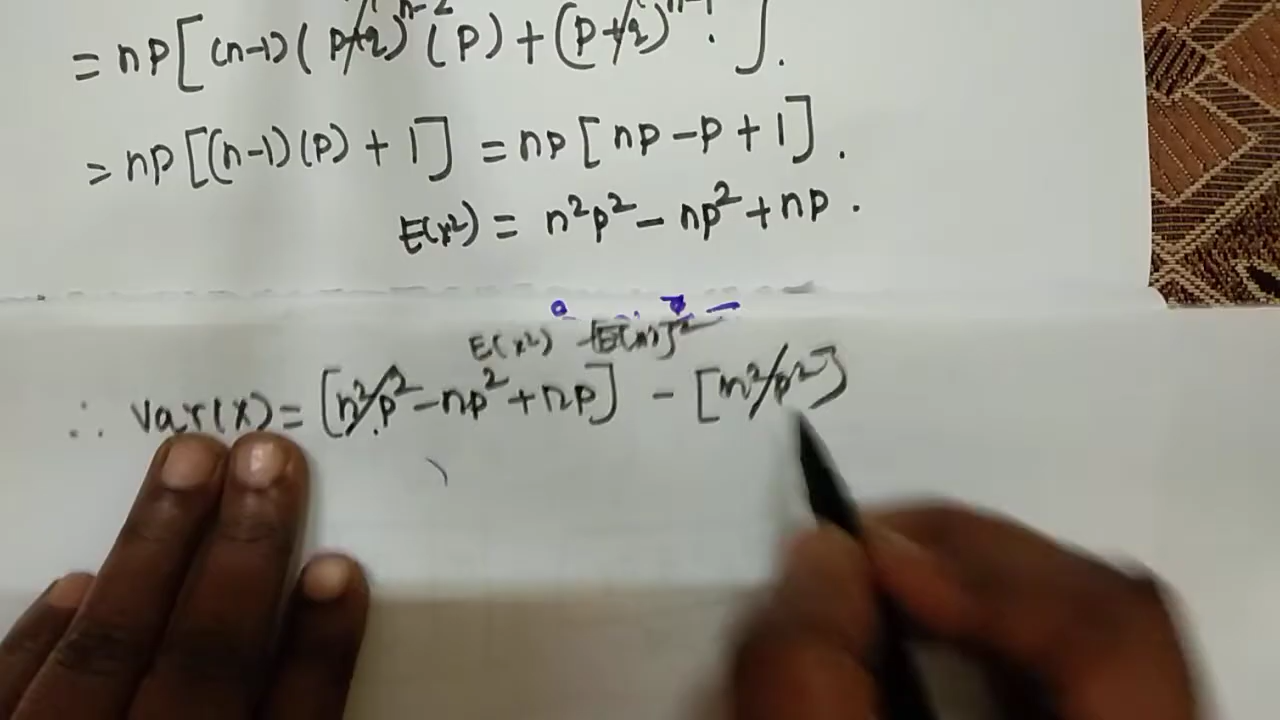 = np[(n-1)(p+q)^{n-2}(p) + (p+q)^{n-1}.].
= np[(n-1)(p) + 1] = np[np - p + 1].
E(x²) = n²p² - np² + np.
E(x²) - [E(x)]²
∴ Var(x) = [n²p² - np² + np] - [n²p²]